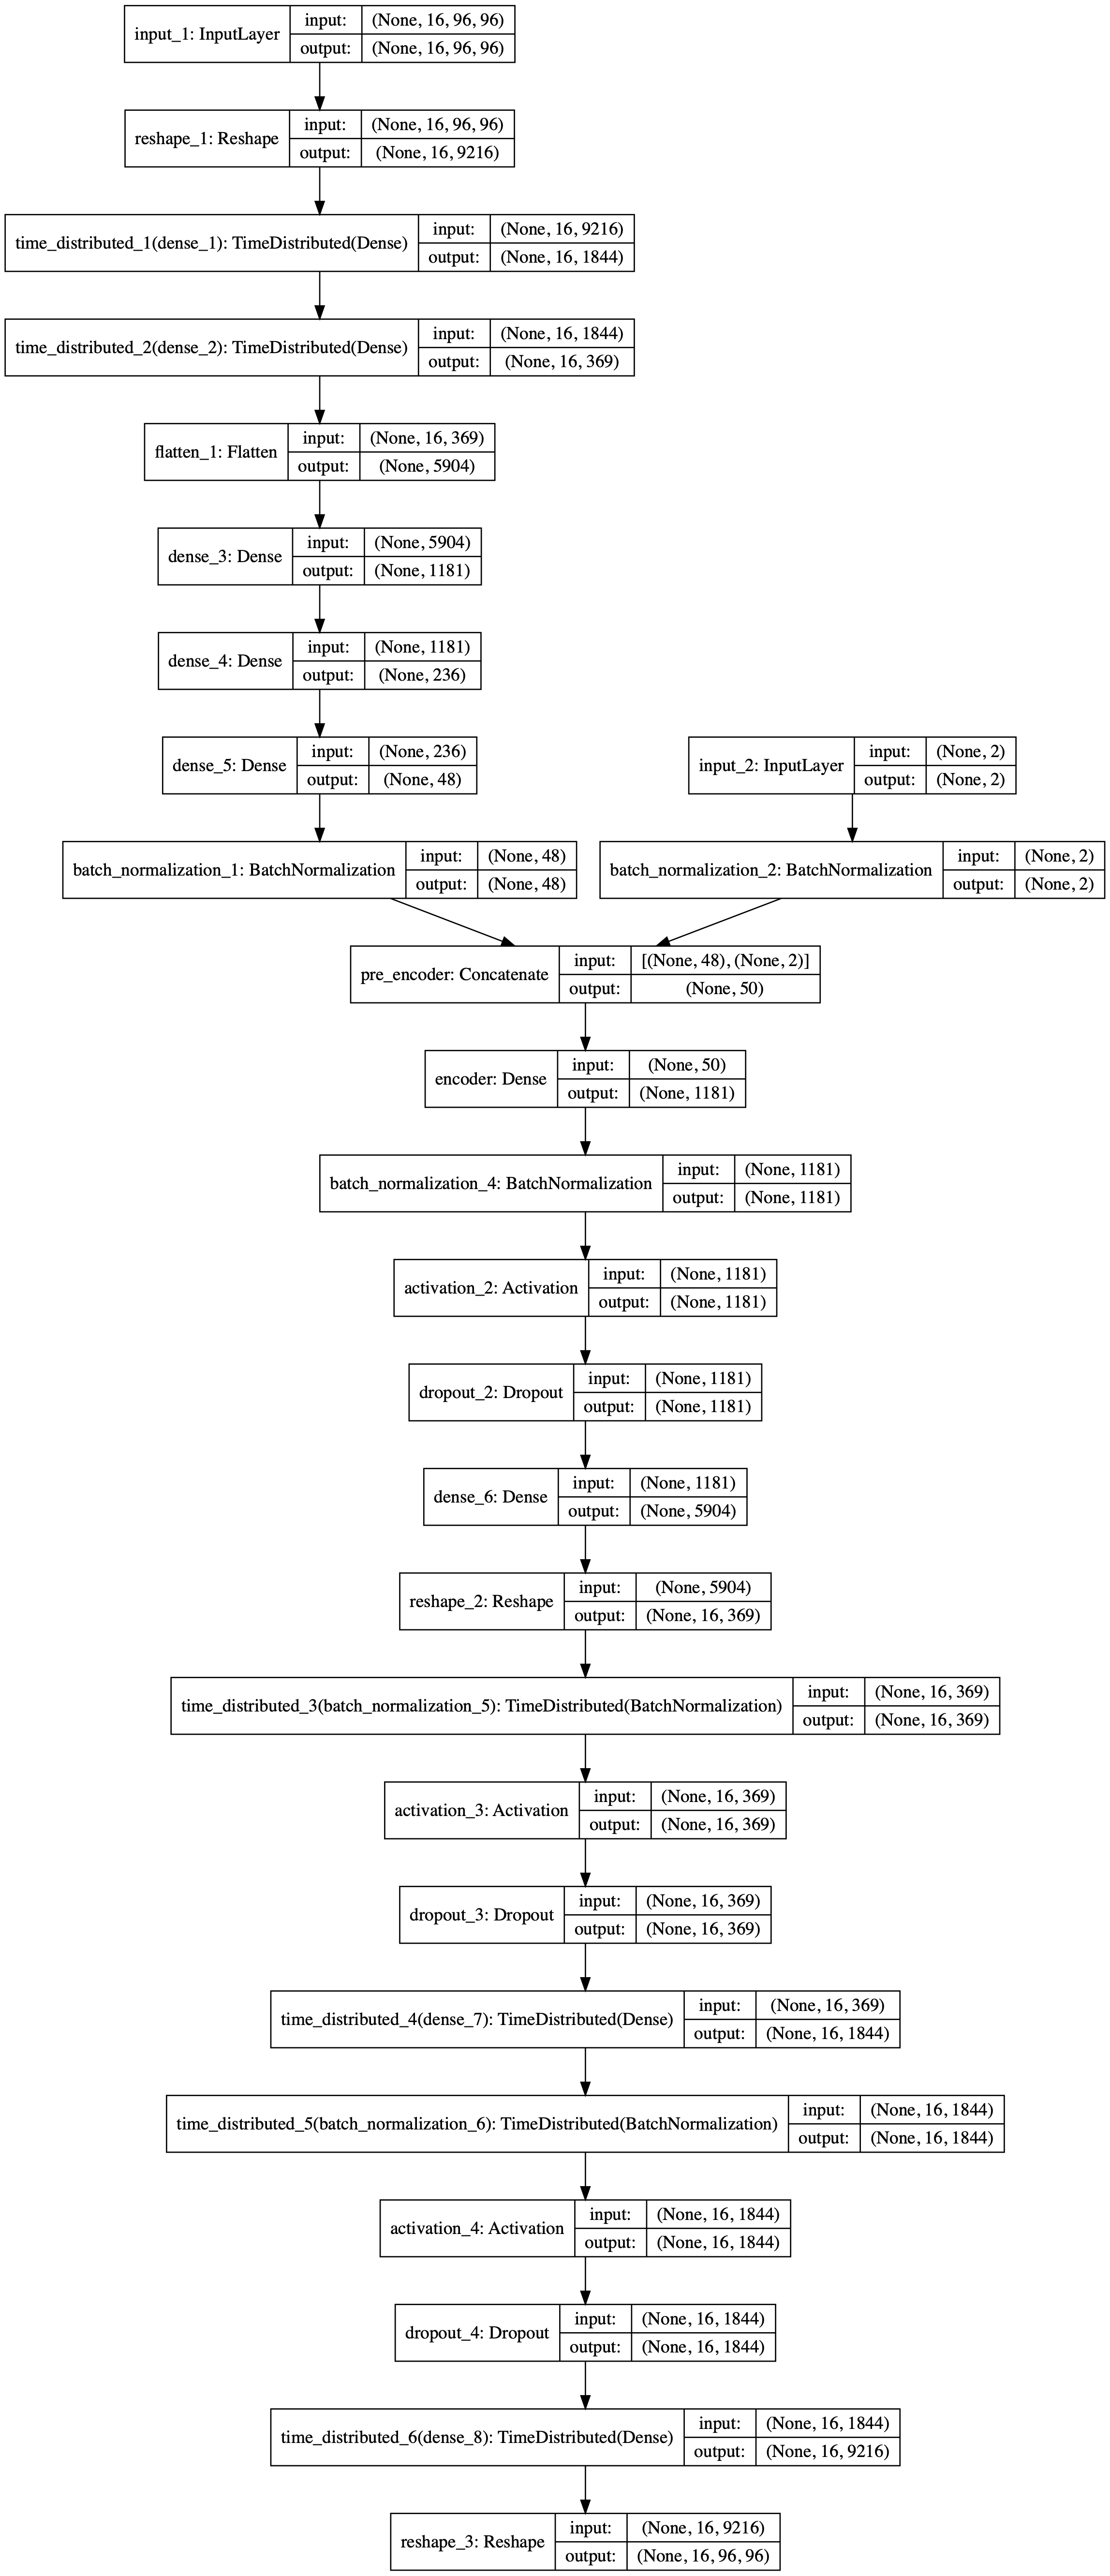 input_1: InputLayer
input:
(None, 16, 96, 96)
output:
(None, 16, 96, 96)
reshape_1: Reshape
input:
(None, 16, 96, 96)
output:
(None, 16, 9216)
time_distributed_1(dense_1): TimeDistributed(Dense)
input:
(None, 16, 9216)
output:
(None, 16, 1844)
time_distributed_2(dense_2): TimeDistributed(Dense)
input:
(None, 16, 1844)
output:
(None, 16, 369)
flatten_1: Flatten
input:
(None, 16, 369)
output:
(None, 5904)
dense_3: Dense
input:
(None, 5904)
output:
(None, 1181)
dense_4: Dense
input:
(None, 1181)
output:
(None, 236)
dense_5: Dense
input:
(None, 236)
output:
(None, 48)
input_2: InputLayer
input:
(None, 2)
output:
(None, 2)
batch_normalization_1: BatchNormalization
input:
(None, 48)
output:
(None, 48)
batch_normalization_2: BatchNormalization
input:
(None, 2)
output:
(None, 2)
pre_encoder: Concatenate
input:
[(None, 48), (None, 2)]
output:
(None, 50)
encoder: Dense
input:
(None, 50)
output:
(None, 1181)
batch_normalization_4: BatchNormalization
input:
(None, 1181)
output:
(None, 1181)
activation_2: Activation
input:
(None, 1181)
output:
(None, 1181)
dropout_2: Dropout
input:
(None, 1181)
output:
(None, 1181)
dense_6: Dense
input:
(None, 1181)
output:
(None, 5904)
reshape_2: Reshape
input:
(None, 5904)
output:
(None, 16, 369)
time_distributed_3(batch_normalization_5): TimeDistributed(BatchNormalization)
input:
(None, 16, 369)
output:
(None, 16, 369)
activation_3: Activation
input:
(None, 16, 369)
output:
(None, 16, 369)
dropout_3: Dropout
input:
(None, 16, 369)
output:
(None, 16, 369)
time_distributed_4(dense_7): TimeDistributed(Dense)
input:
(None, 16, 369)
output:
(None, 16, 1844)
time_distributed_5(batch_normalization_6): TimeDistributed(BatchNormalization)
input:
(None, 16, 1844)
output:
(None, 16, 1844)
activation_4: Activation
input:
(None, 16, 1844)
output:
(None, 16, 1844)
dropout_4: Dropout
input:
(None, 16, 1844)
output:
(None, 16, 1844)
time_distributed_6(dense_8): TimeDistributed(Dense)
input:
(None, 16, 1844)
output:
(None, 16, 9216)
reshape_3: Reshape
input:
(None, 16, 9216)
output:
(None, 16, 96, 96)